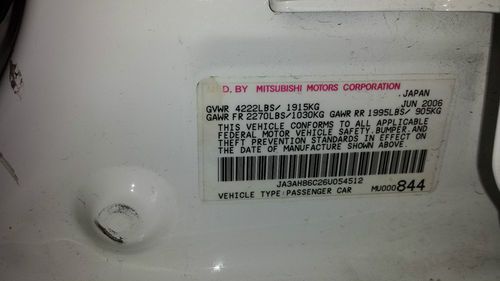 D. BY MITSUBISHI MOTORS CORPORATION
JAPAN
GVWR 4222LBS/ 1915KG JUN 2006
GAWR FR 2270LBS/1030KG GAWR RR 1995LBS/ 905KG
THIS VEHICLE CONFORMS TO ALL APPLICABLE
FEDERAL MOTOR VEHICLE SAFETY,BUMPER,AND
THEFT PREVENTION STANDARDS IN EFFECT ON
THE DATE OF MANUFACTURE SHOWN ABOVE.
JA3AHB6C26U054512
VEHICLE TYPE:PASSENGER CAR MU000844